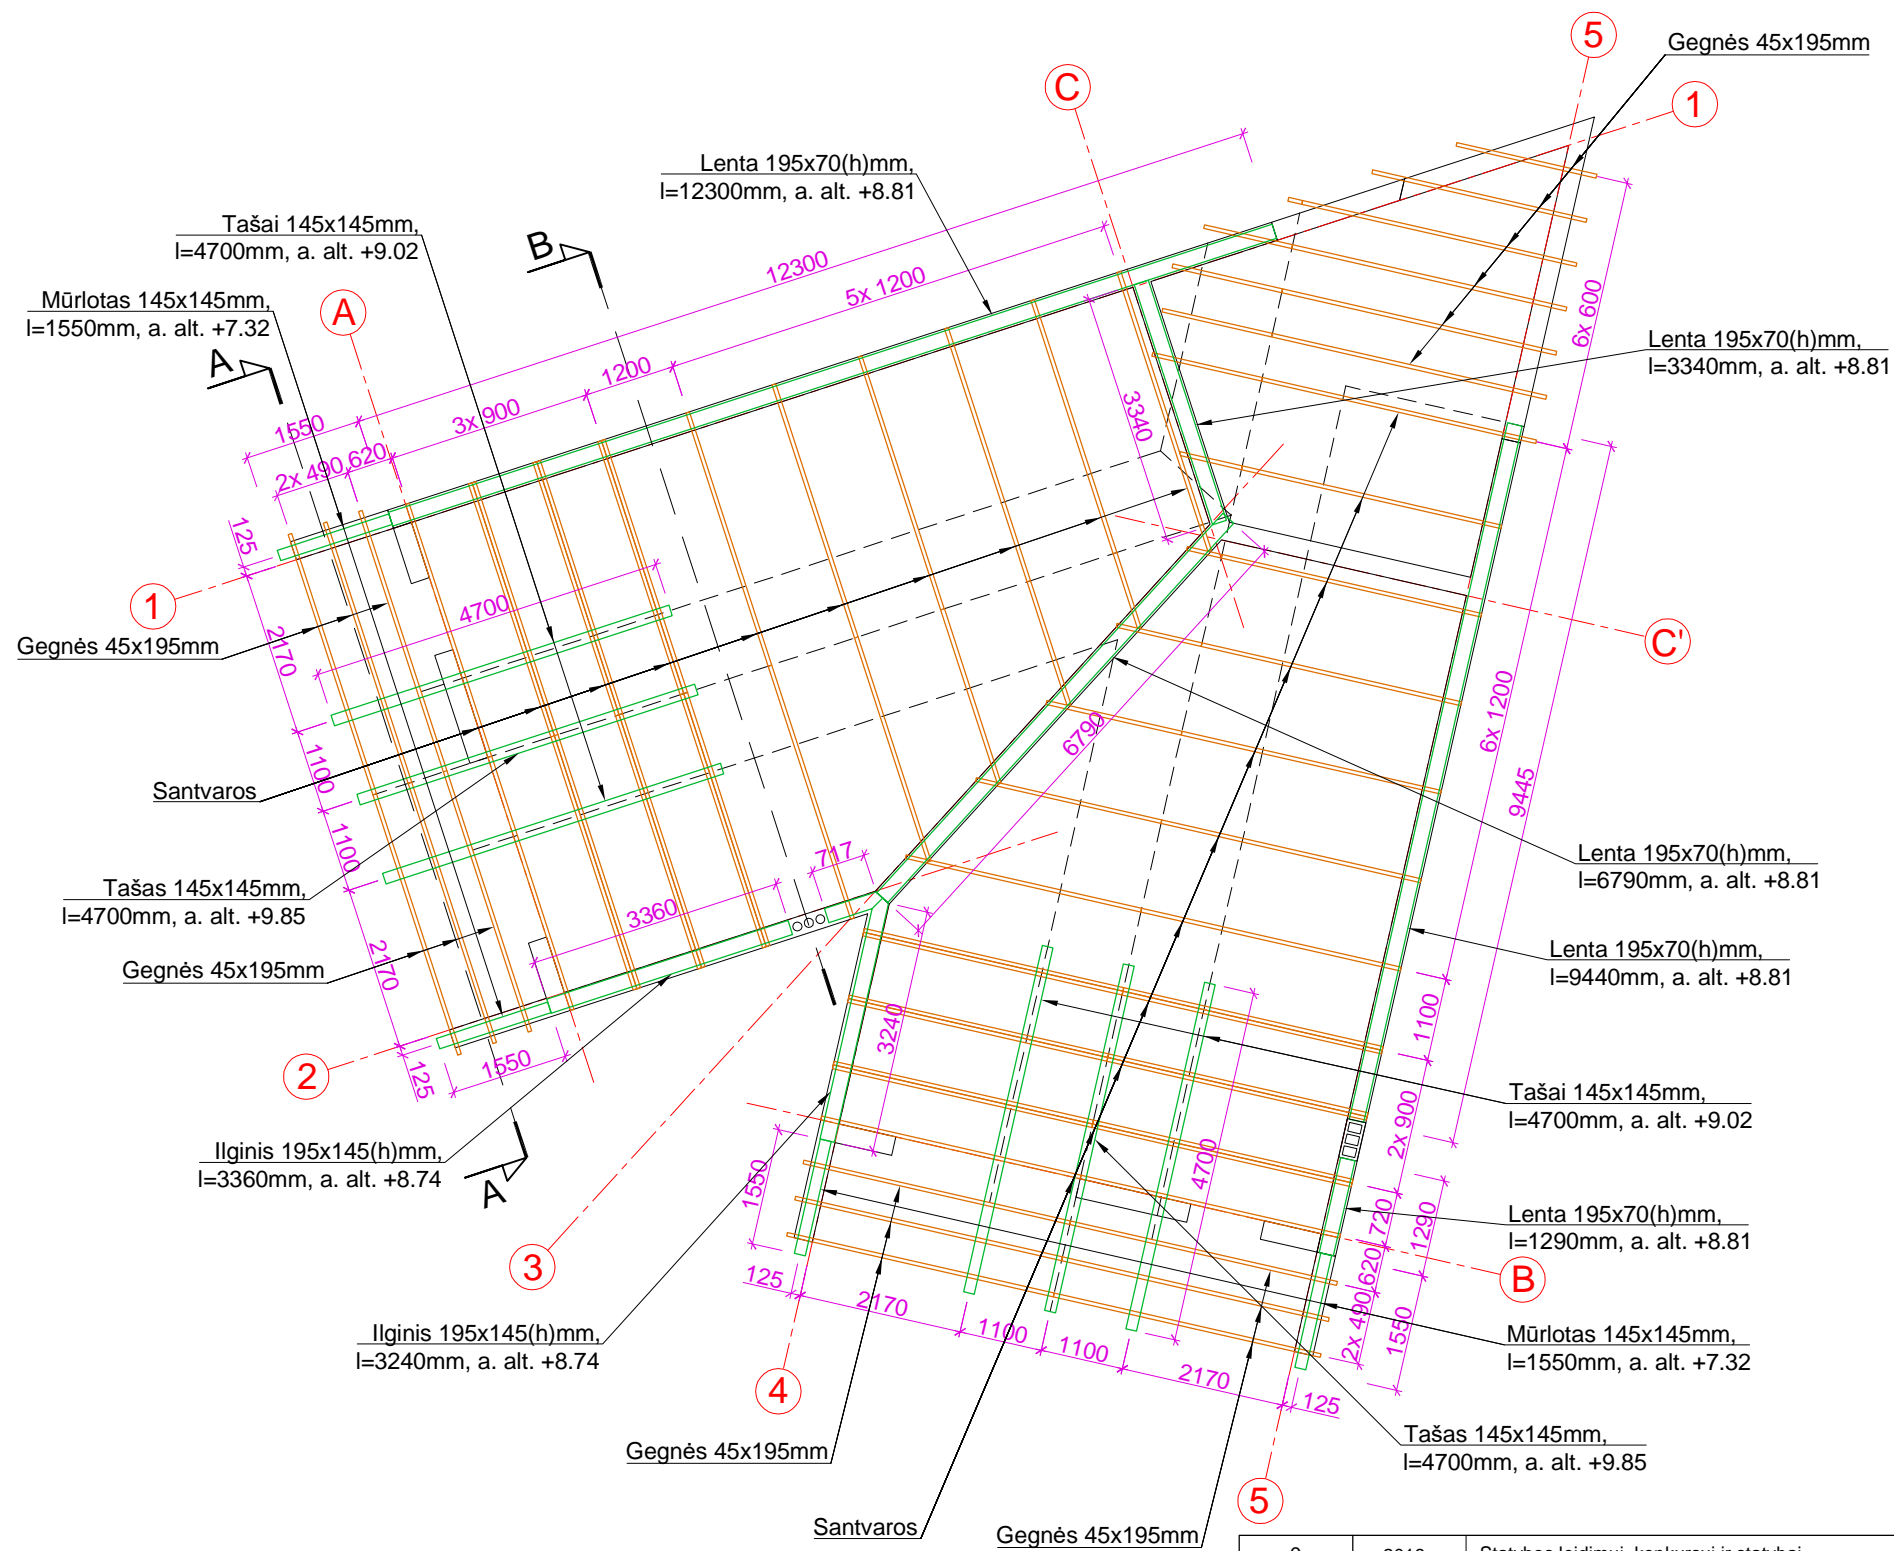 5
Gegnės 45x195mm
C
1
Lenta 195x70(h)mm,
l=12300mm, a. alt. +8.81
Tašai 145x145mm,
l=4700mm, a. alt. +9.02
B
12300
5x 1200
Mūrlotas 145x145mm,
l=1550mm, a. alt. +7.32
A
A
6x 600
Lenta 195x70(h)mm,
l=3340mm, a. alt. +8.81
1200
3x 900
1550
3340
2x 490
620
125
1
4700
2170
Gegnės 45x195mm
C'
6x 1200
6790
9445
1100
Santvaros
1100
717
Lenta 195x70(h)mm,
l=6790mm, a. alt. +8.81
Tašas 145x145mm,
l=4700mm, a. alt. +9.85
3360
2170
Gegnės 45x195mm
Lenta 195x70(h)mm,
l=9440mm, a. alt. +8.81
3240
1100
2
125
1550
Tašai 145x145mm,
l=4700mm, a. alt. +9.02
2x 900
Ilginis 195x145(h)mm,
l=3360mm, a. alt. +8.74
A
1550
4700
720
1290
Lenta 195x70(h)mm,
l=1290mm, a. alt. +8.81
3
B
620
125
2170
2x 490
1550
1100
1100
Ilginis 195x145(h)mm,
l=3240mm, a. alt. +8.74
Mūrlotas 145x145mm,
l=1550mm, a. alt. +7.32
2170
4
125
Gegnės 45x195mm
Tašas 145x145mm,
l=4700mm, a. alt. +9.85
5
Santvaros
Gegnės 45x195mm